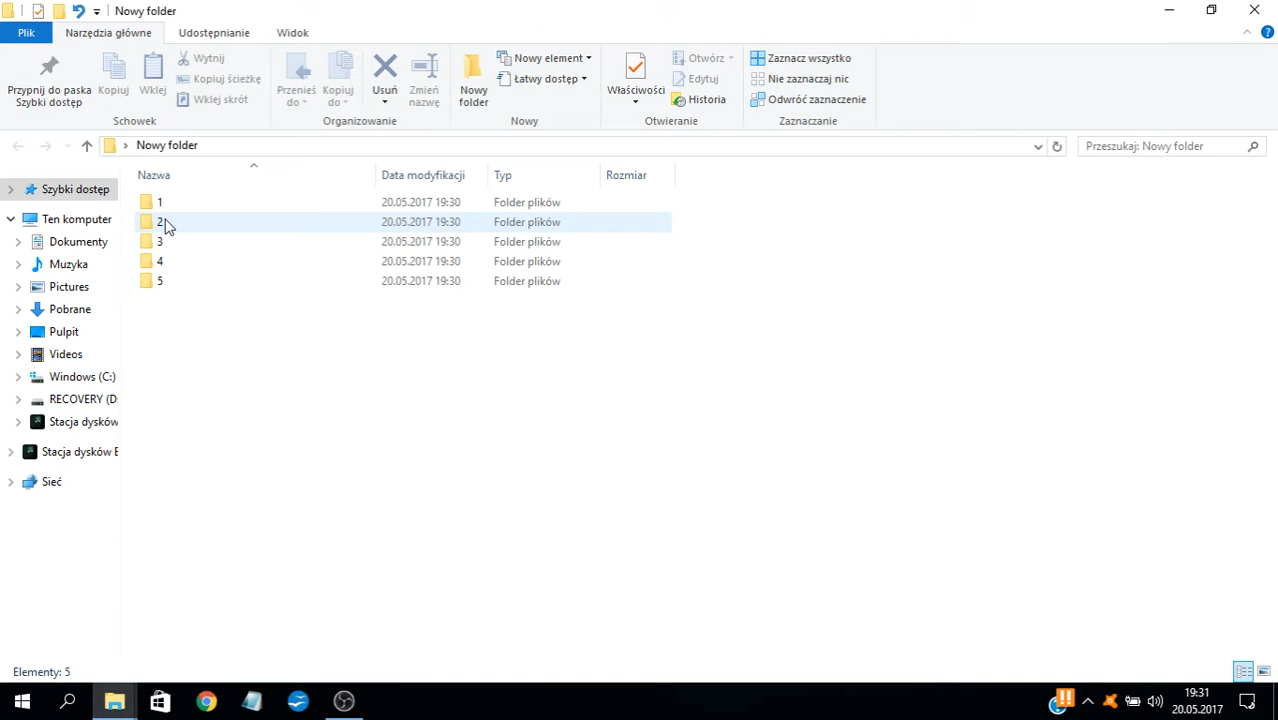 Nowy folder
Plik Narzędzia główne Udostępnianie Widok
Przypnij do paska Szybki dostęp
Kopiuj
Wklej
Wytnij
Kopiuj ścieżkę
Wklej skrót
Schowek
Przenieś do
Kopiuj do
Usuń
Zmień nazwę
Organizowanie
Nowy folder
Nowy element
Łatwy dostęp
Nowy
Właściwości
Otwórz
Edytuj
Historia
Otwieranie
Zaznacz wszystko
Nie zaznaczaj nic
Odwróć zaznaczenie
Zaznaczanie
Nowy folder
Przeszukaj: Nowy folder
Szybki dostęp
Ten komputer
Dokumenty
Muzyka
Pictures
Pobrane
Pulpit
Videos
Windows (C:)
RECOVERY (D:
Stacja dysków
Stacja dysków E
Sieć
Nazwa Data modyfikacji Typ Rozmiar
1 20.05.2017 19:30 Folder plików
2 20.05.2017 19:30 Folder plików
3 20.05.2017 19:30 Folder plików
4 20.05.2017 19:30 Folder plików
5 20.05.2017 19:30 Folder plików
Elementy: 5
19:31
20.05.2017